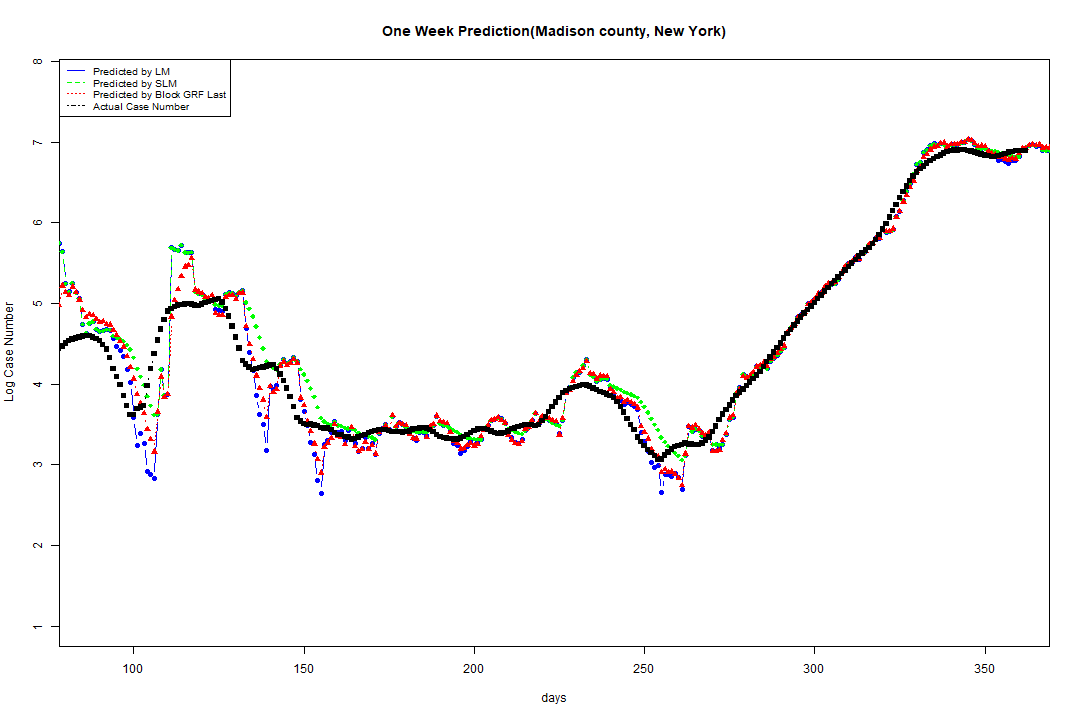 One Week Prediction(Madison county, New York)
Predicted by LM
Predicted by SLM
Predicted by Block GRF Last
Actual Case Number
8
7
6
5
4
3
2
1
Log Case Number
100 150 200 250 300 350
days